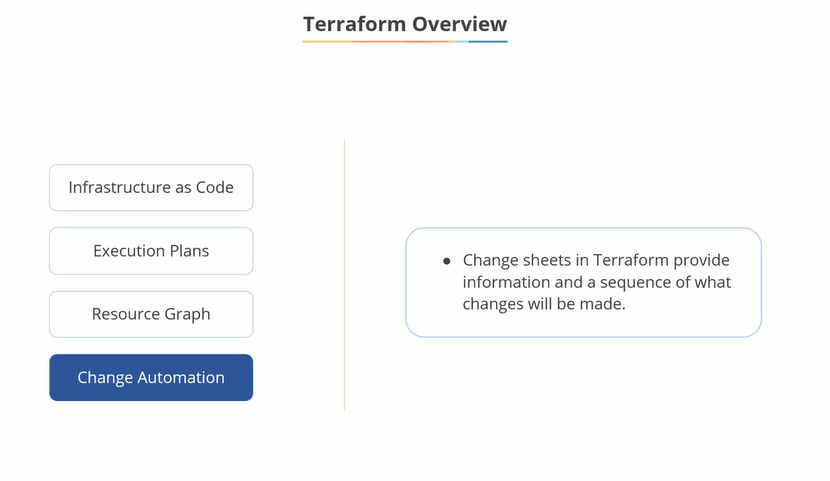 Terraform Overview
Infrastructure as Code
Execution Plans
Resource Graph
Change Automation
● Change sheets in Terraform provide
information and a sequence of what
changes will be made.